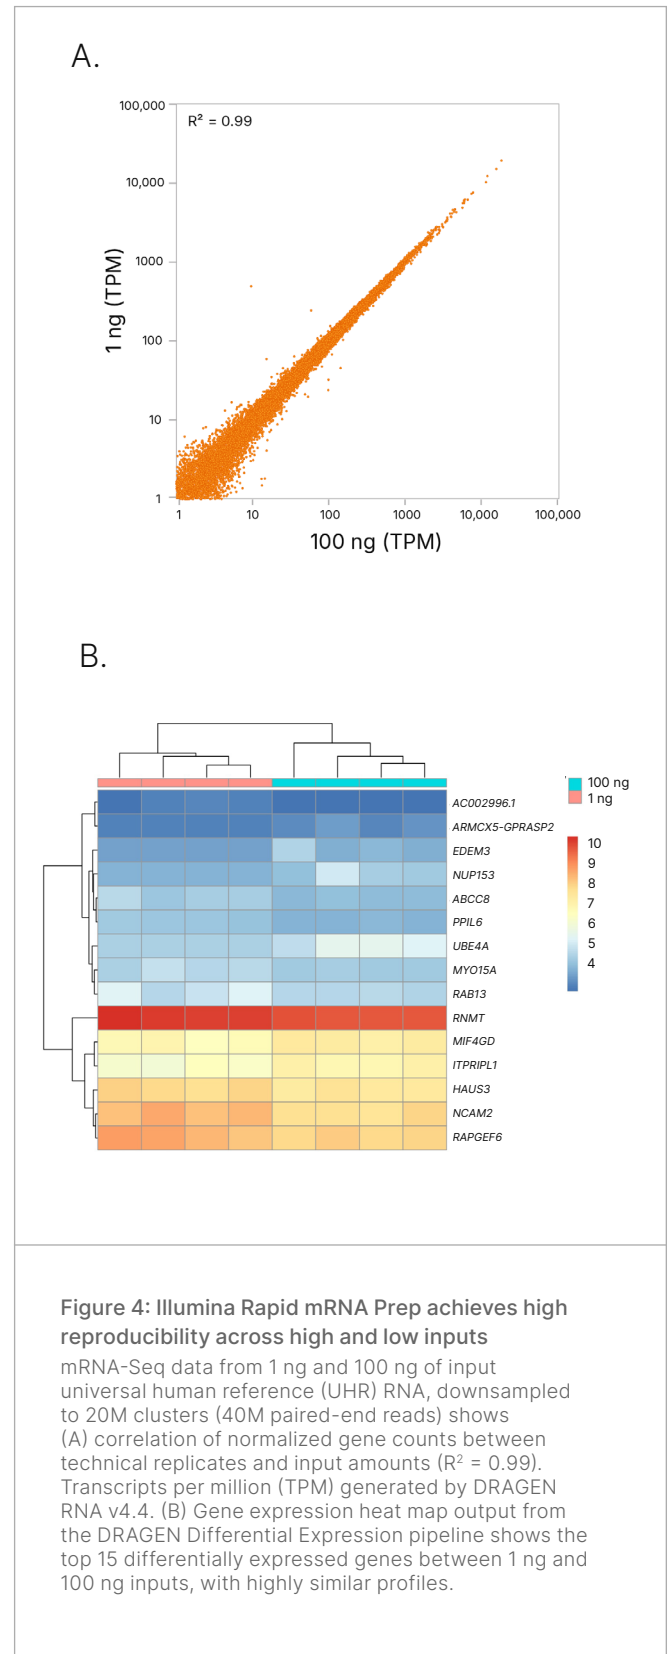 A.
R² = 0.99
100,000
10,000
1000
100
10
1
1 ng (TPM)
1
10
100
1000
10,000
100,000
100 ng (TPM)
B.
100 ng
1 ng
AC002996.1
ARMCX5-GPRASP2
EDEM3
NUP153
ABCC8
PPIL6
UBE4A
MYO15A
RAB13
RNMT
MIF4GD
ITPRIPL1
HAUS3
NCAM2
RAPGEF6
10
9
8
7
6
5
4
Figure 4: Illumina Rapid mRNA Prep achieves high
reproducibility across high and low inputs
mRNA-Seq data from 1 ng and 100 ng of input
universal human reference (UHR) RNA, downsampled
to 20M clusters (40M paired-end reads) shows
(A) correlation of normalized gene counts between
technical replicates and input amounts (R² = 0.99).
Transcripts per million (TPM) generated by DRAGEN
RNA v4.4. (B) Gene expression heat map output from
the DRAGEN Differential Expression pipeline shows the
top 15 differentially expressed genes between 1 ng and
100 ng inputs, with highly similar profiles.